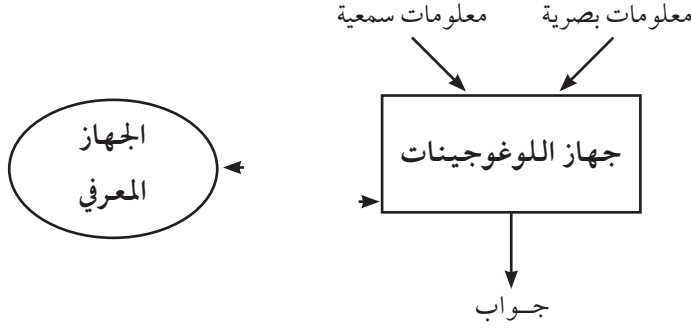 معلومات بصرية
معلومات سمعية
جهاز اللوغوجينات
الجهاز
المعرفي
جـواب